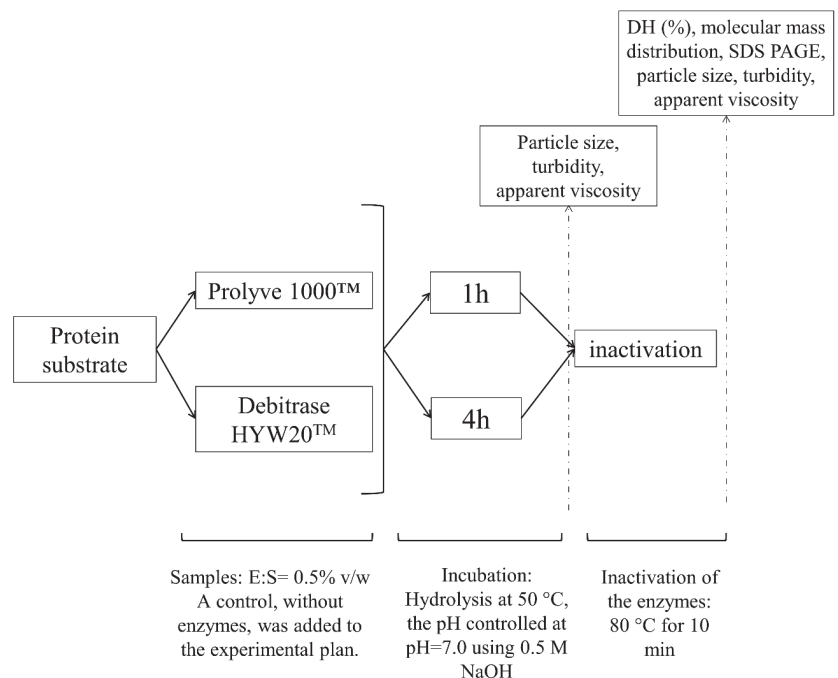 DH (%), molecular mass
distribution, SDS PAGE,
particle size, turbidity,
apparent viscosity
Particle size,
turbidity,
apparent viscosity
Protein
substrate
Prolyve 1000™
Debitrase
HYW20™
1h
4h
inactivation
Samples: E:S= 0.5% v/w
A control, without
enzymes, was added to
the experimental plan.
Incubation:
Hydrolysis at 50 °C,
the pH controlled at
pH=7.0 using 0.5 M
NaOH
Inactivation of
the enzymes:
80 °C for 10
min